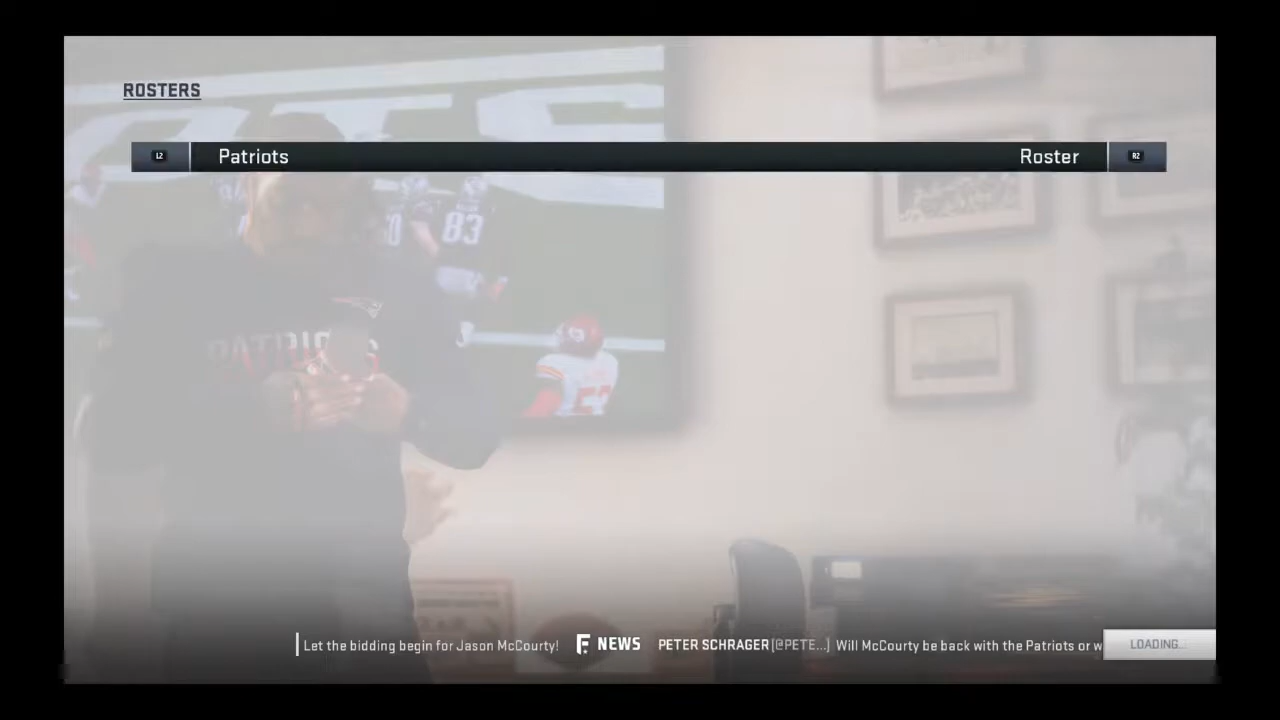 ROSTERS
L2 Patriots Roster R2
83
PATRIOTS
Let the bidding begin for Jason McCourty! F NEWS PETER SCHRAGER [@PETE...] Will McCourty be back with the Patriots or w LOADING...